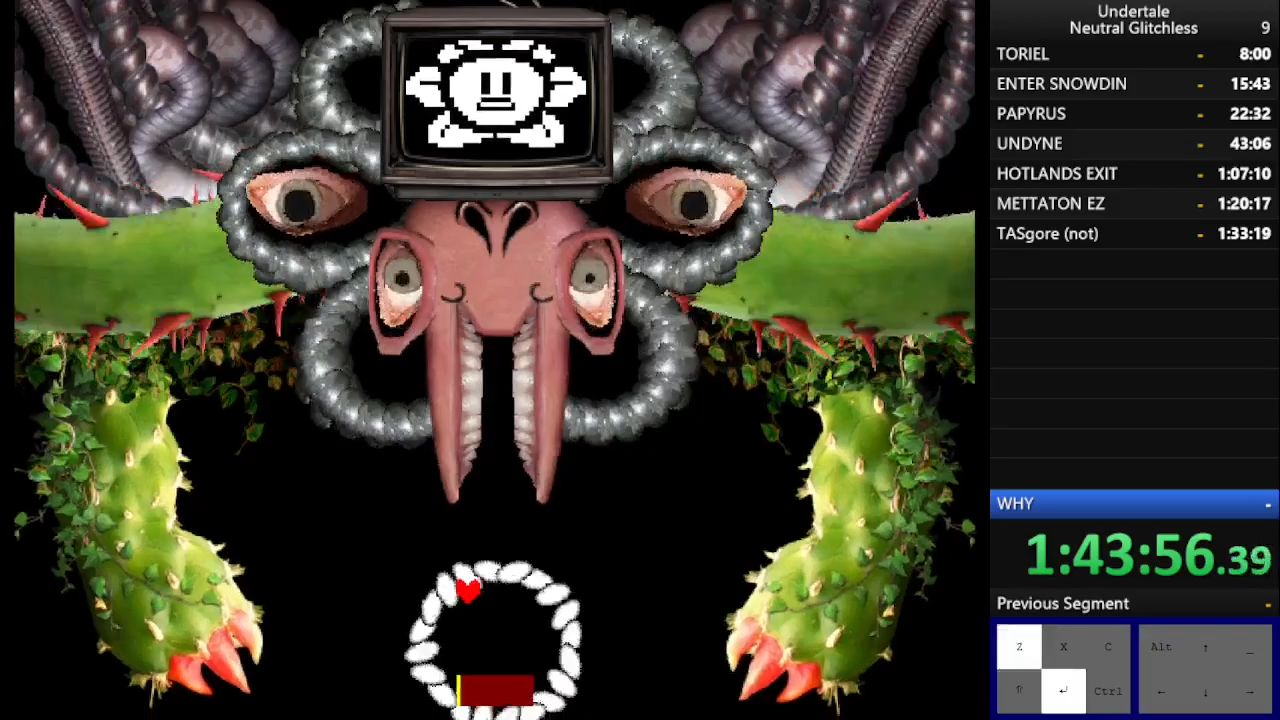 Undertale
Neutral Glitchless 9
TORIEL - 8:00
ENTER SNOWDIN - 15:43
PAPYRUS - 22:32
UNDYNE - 43:06
HOTLANDS EXIT - 1:07:10
METTATON EZ - 1:20:17
TASgore (not) - 1:33:19
WHY -
1:43:56.39
Previous Segment -
Z X C Alt ↑ _
⇧ ↵ Ctrl ← ↓ →